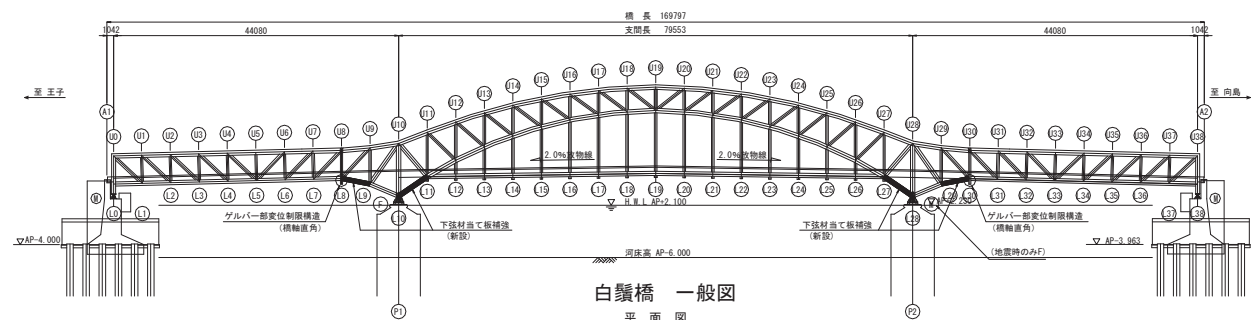 橋 長 169797
1042 44080 支間長 79553 44080 1042
至 王子
至 向島
A1
A2
U0 U1 U2 U3 U4 U5 U6 U7 U8 U9 U10 U11 U12 U13 U14 U15 U16 U17 U18 U19 U20 U21 U22 U23 U24 U25 U26 U27 U28 U29 U30 U31 U32 U33 U34 U35 U36 U37 U38
2.0%放物線 2.0%放物線
L0 L1 L2 L3 L4 L5 L6 L7 L8 L9 L10 L11 L12 L13 L14 L15 L16 L17 L18 L19 L20 L21 L22 L23 L24 L25 L26 L27 L28 L29 L30 L31 L32 L33 L34 L35 L36 L37 L38
M
F
M
M
H.W.L AP+2.100
ゲルバー部変位制限構造
(橋軸直角)
下弦材当て板補強
(新設)
下弦材当て板補強
(新設)
ゲルバー部変位制限構造
(橋軸直角)
(地震時のみF)
AP-4.000
AP-3.963
河床高 AP-6.000
白鬚橋 一般図
P1
P2
平 面 図